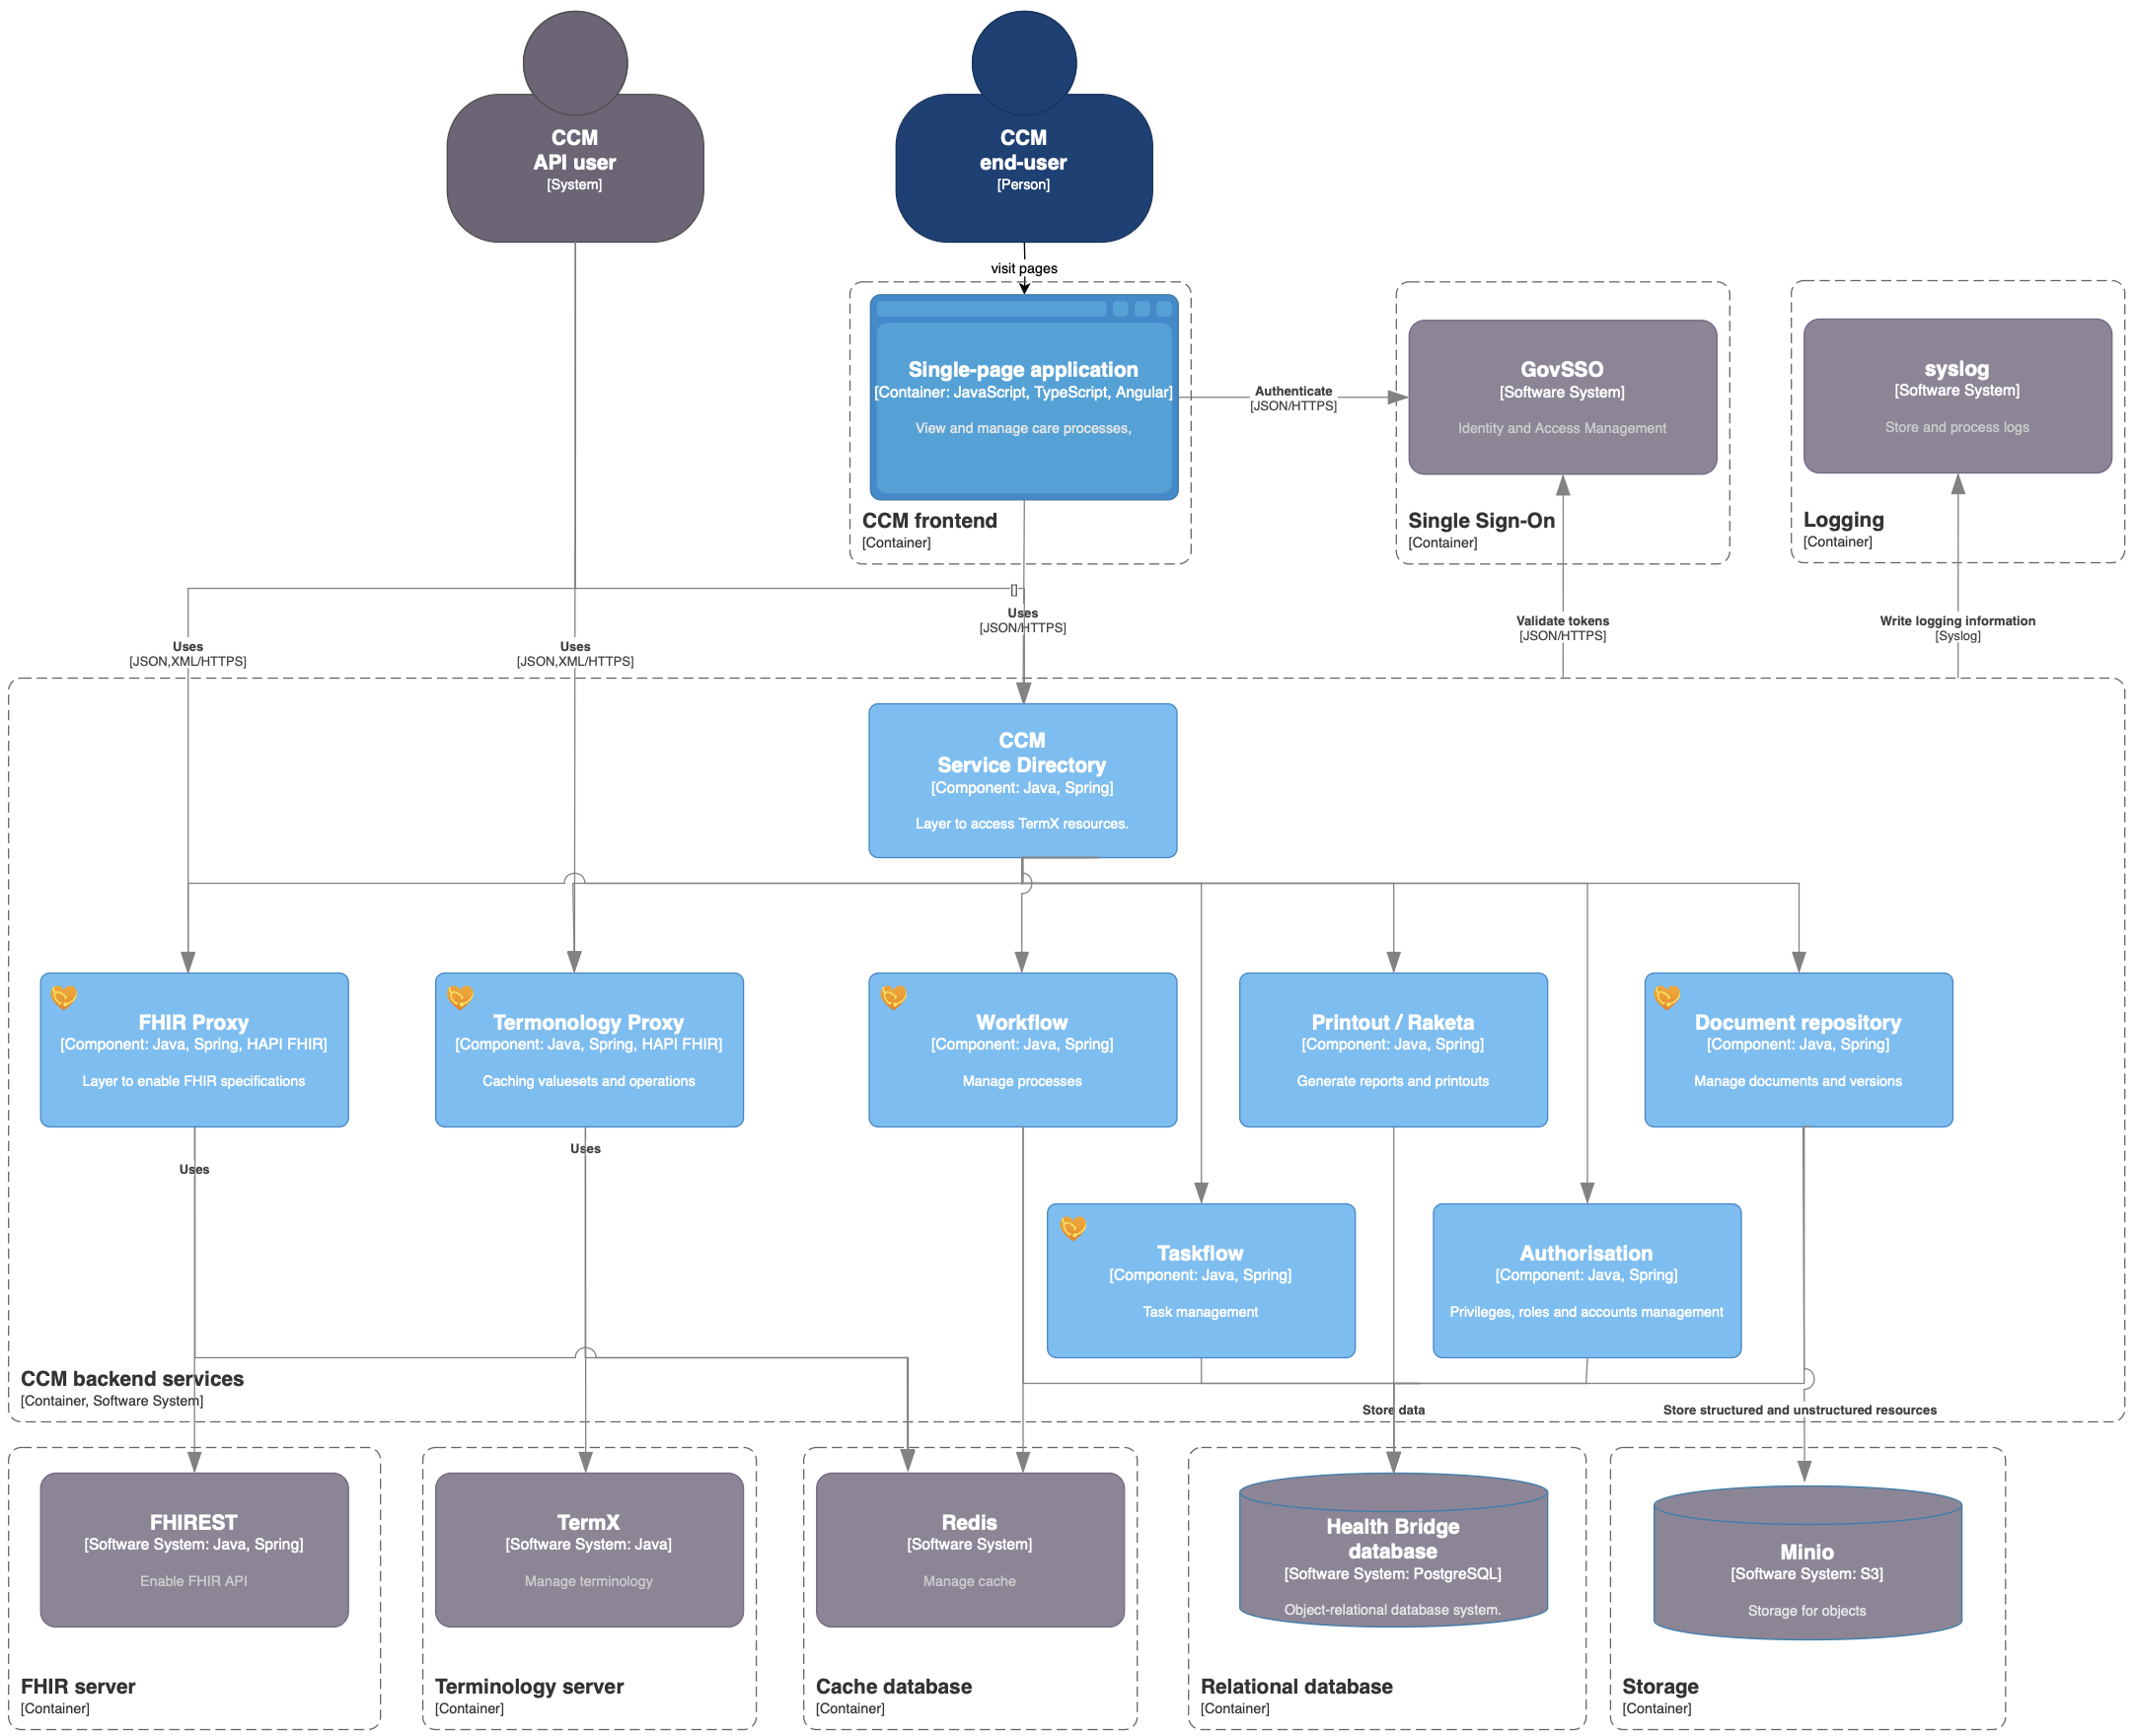 CCM
API user
[System]
CCM
end-user
[Person]
visit pages
Single-page application
[Container: JavaScript, TypeScript, Angular]
View and manage care processes,
CCM frontend
[Container]
Authenticate
[JSON/HTTPS]
GovSSO
[Software System]
Identity and Access Management
Single Sign-On
[Container]
syslog
[Software System]
Store and process logs
Logging
[Container]
[]
Uses
[JSON/HTTPS]
Uses
[JSON,XML/HTTPS]
Uses
[JSON,XML/HTTPS]
Validate tokens
[JSON/HTTPS]
Write logging information
[Syslog]
CCM
Service Directory
[Component: Java, Spring]
Layer to access TermX resources.
FHIR Proxy
[Component: Java, Spring, HAPI FHIR]
Layer to enable FHIR specifications
Termonology Proxy
[Component: Java, Spring, HAPI FHIR]
Caching valuesets and operations
Workflow
[Component: Java, Spring]
Manage processes
Printout / Raketa
[Component: Java, Spring]
Generate reports and printouts
Document repository
[Component: Java, Spring]
Manage documents and versions
Uses
Uses
Taskflow
[Component: Java, Spring]
Task management
Authorisation
[Component: Java, Spring]
Privileges, roles and accounts management
CCM backend services
[Container, Software System]
Store data
Store structured and unstructured resources
FHIREST
[Software System: Java, Spring]
Enable FHIR API
FHIR server
[Container]
TermX
[Software System: Java]
Manage terminology
Terminology server
[Container]
Redis
[Software System]
Manage cache
Cache database
[Container]
Health Bridge
database
[Software System: PostgreSQL]
Object-relational database system.
Relational database
[Container]
Minio
[Software System: S3]
Storage for objects
Storage
[Container]